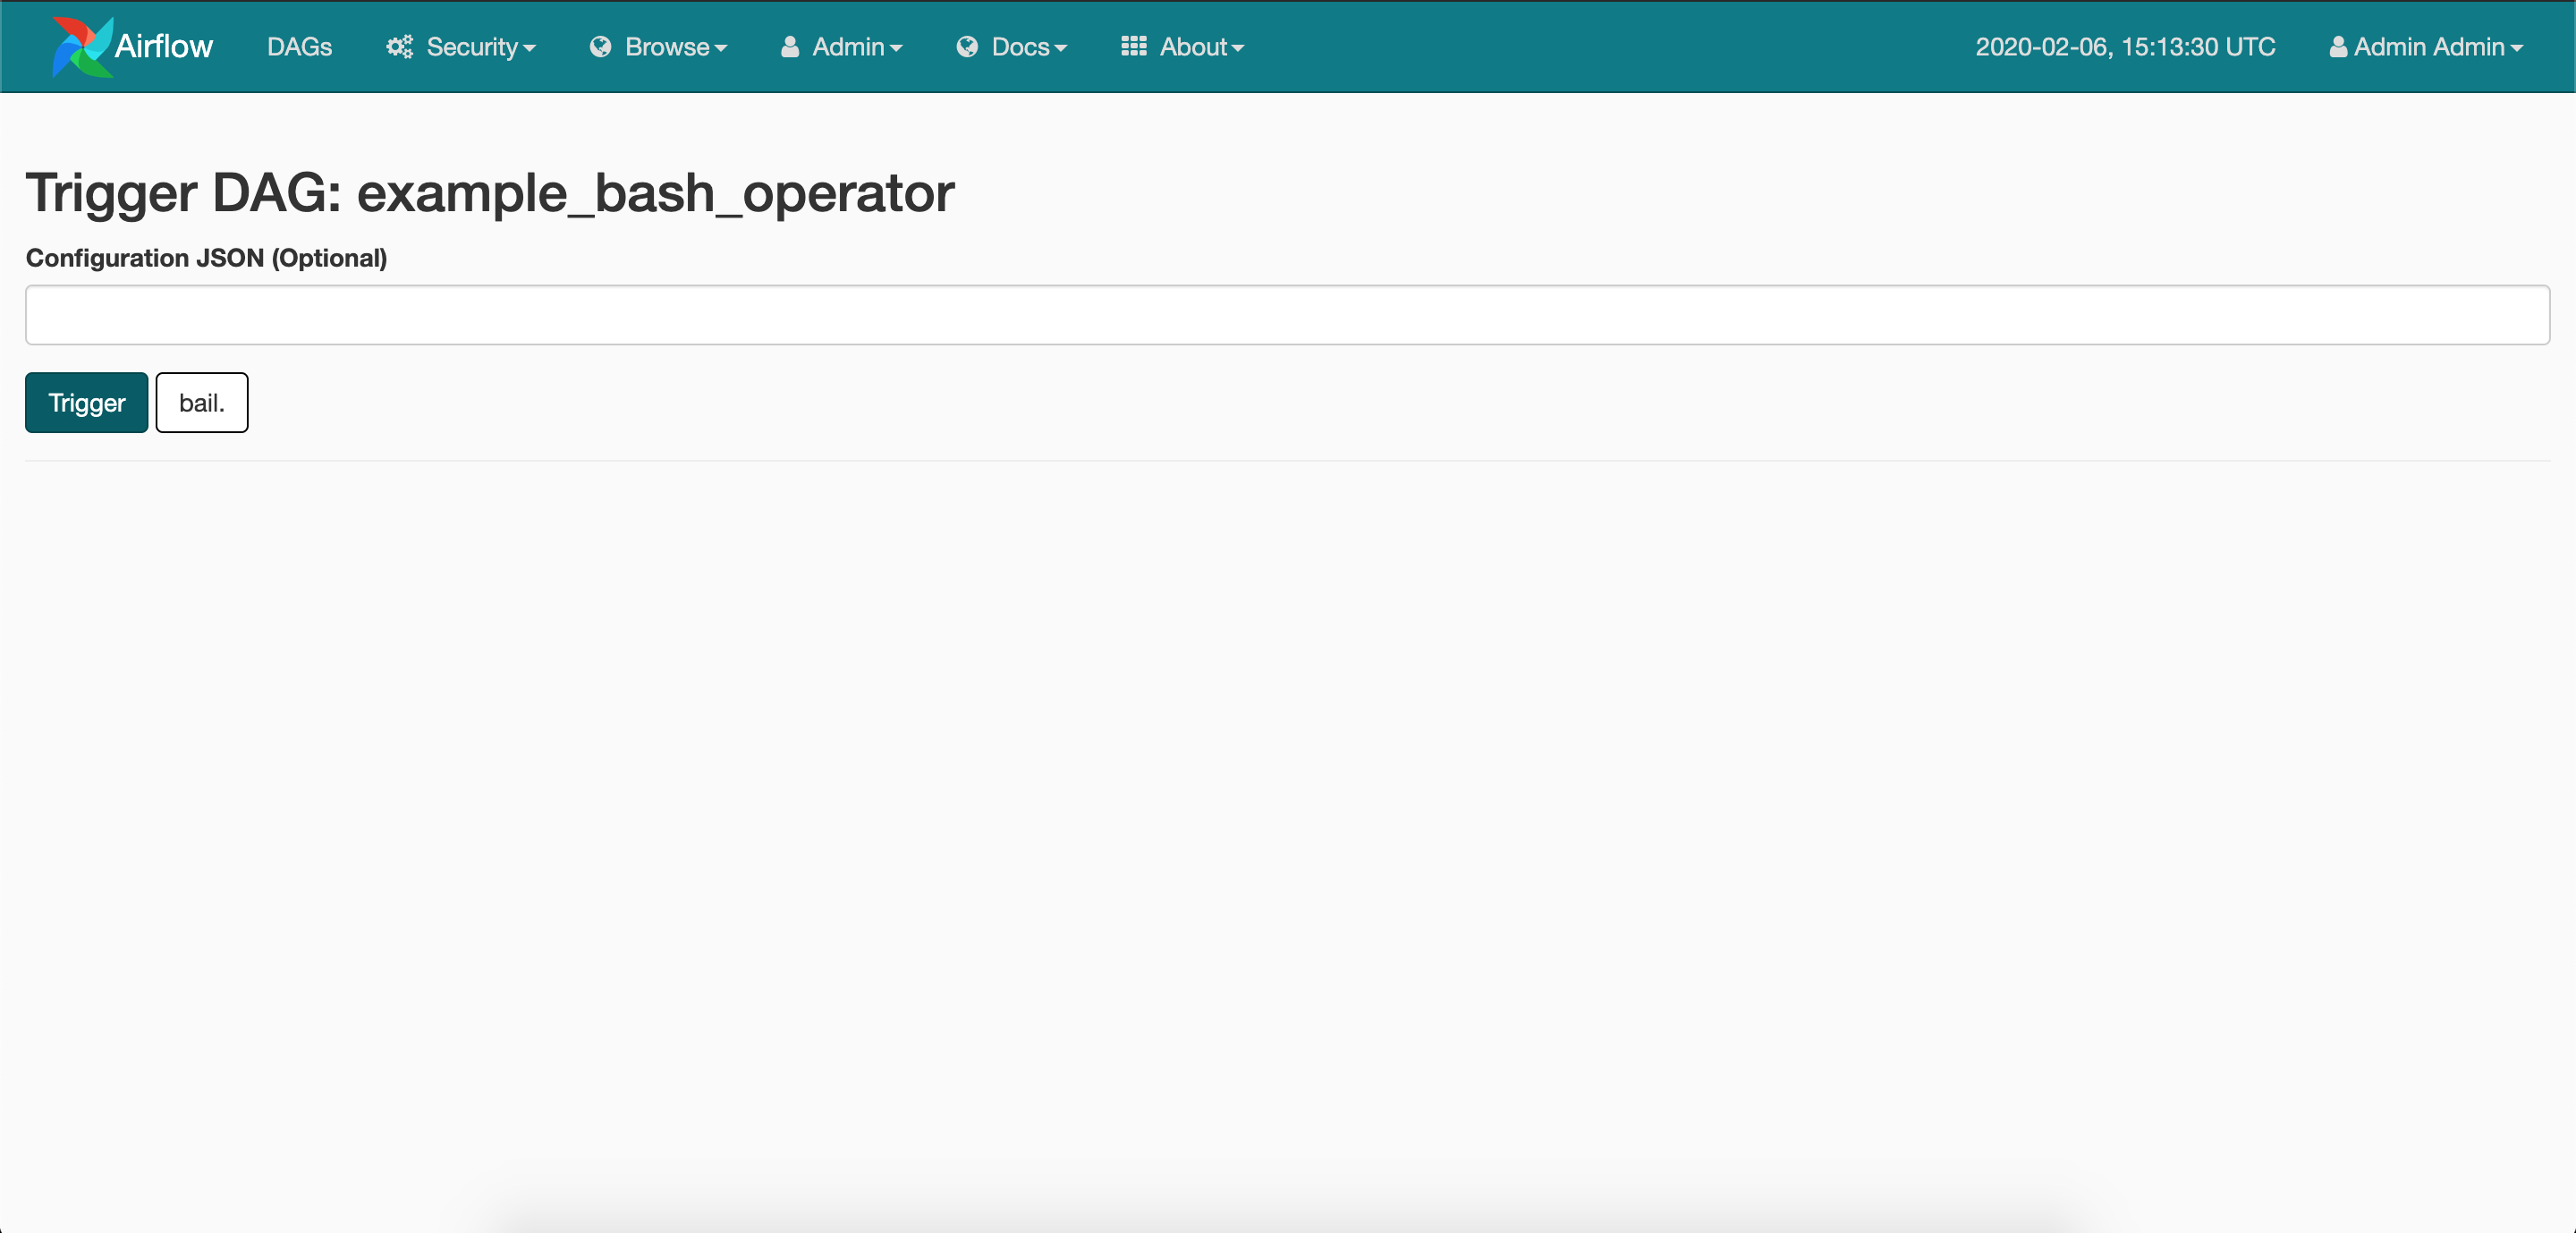 Airflow DAGs Security Browse Admin Docs About 2020-02-06, 15:13:30 UTC Admin Admin
Trigger DAG: example_bash_operator
Configuration JSON (Optional)
Trigger bail.